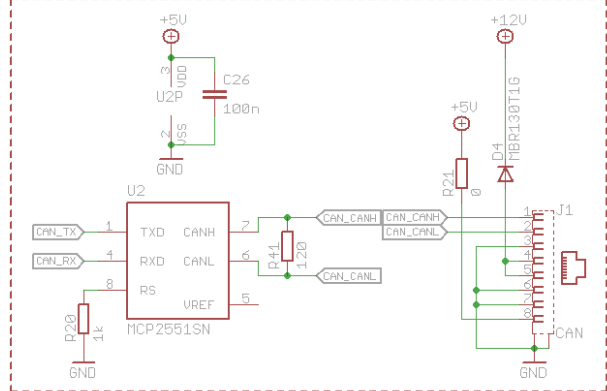 +5V
+12V
3
VDD
U2P
C26
100n
2
VSS
GND
+5V
R21
0
D4
MBR130T1G
U2
CAN_TX
1
TXD
CANH
7
CAN_CANH
CAN_CANH
1
J1
CAN_CANL
2
3
CAN_RX
4
RXD
CANL
6
R41
120
CAN_CANL
4
5
8
RS
VREF
5
6
7
8
R20
1k
MCP2551SN
CAN
GND
GND